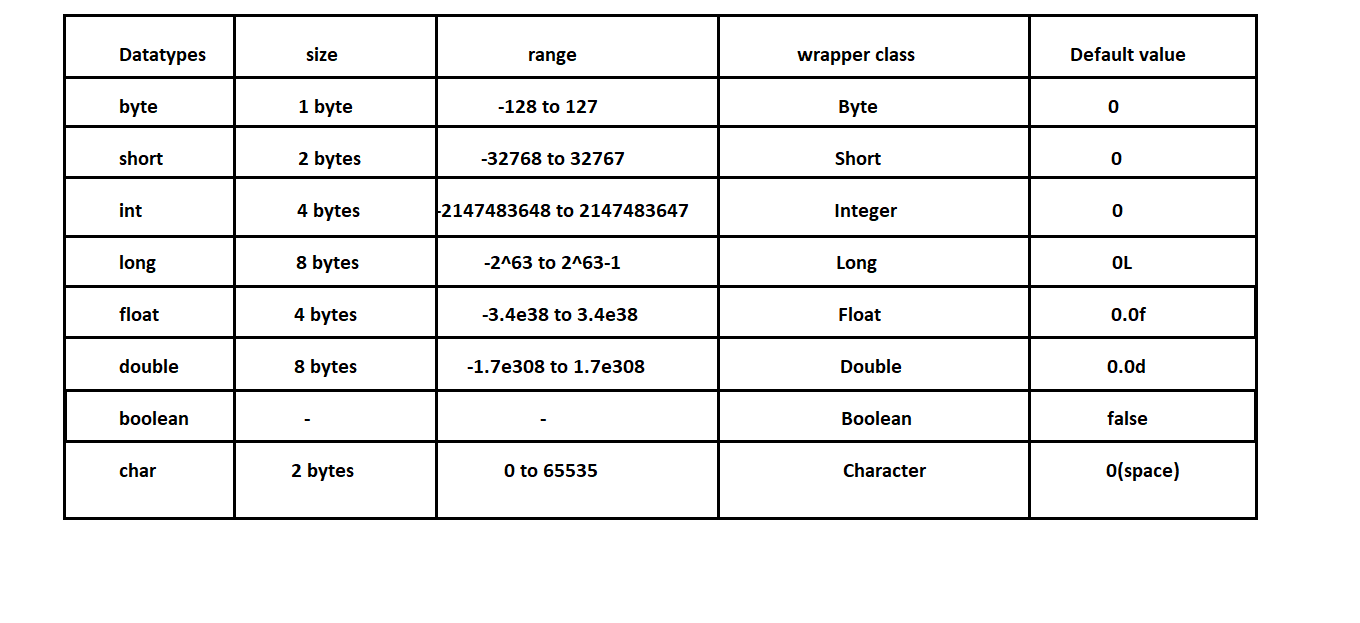 Datatypes size range wrapper class Default value
byte 1 byte -128 to 127 Byte 0
short 2 bytes -32768 to 32767 Short 0
int 4 bytes -2147483648 to 2147483647 Integer 0
long 8 bytes -2^63 to 2^63-1 Long 0L
float 4 bytes -3.4e38 to 3.4e38 Float 0.0f
double 8 bytes -1.7e308 to 1.7e308 Double 0.0d
boolean - - Boolean false
char 2 bytes 0 to 65535 Character 0(space)